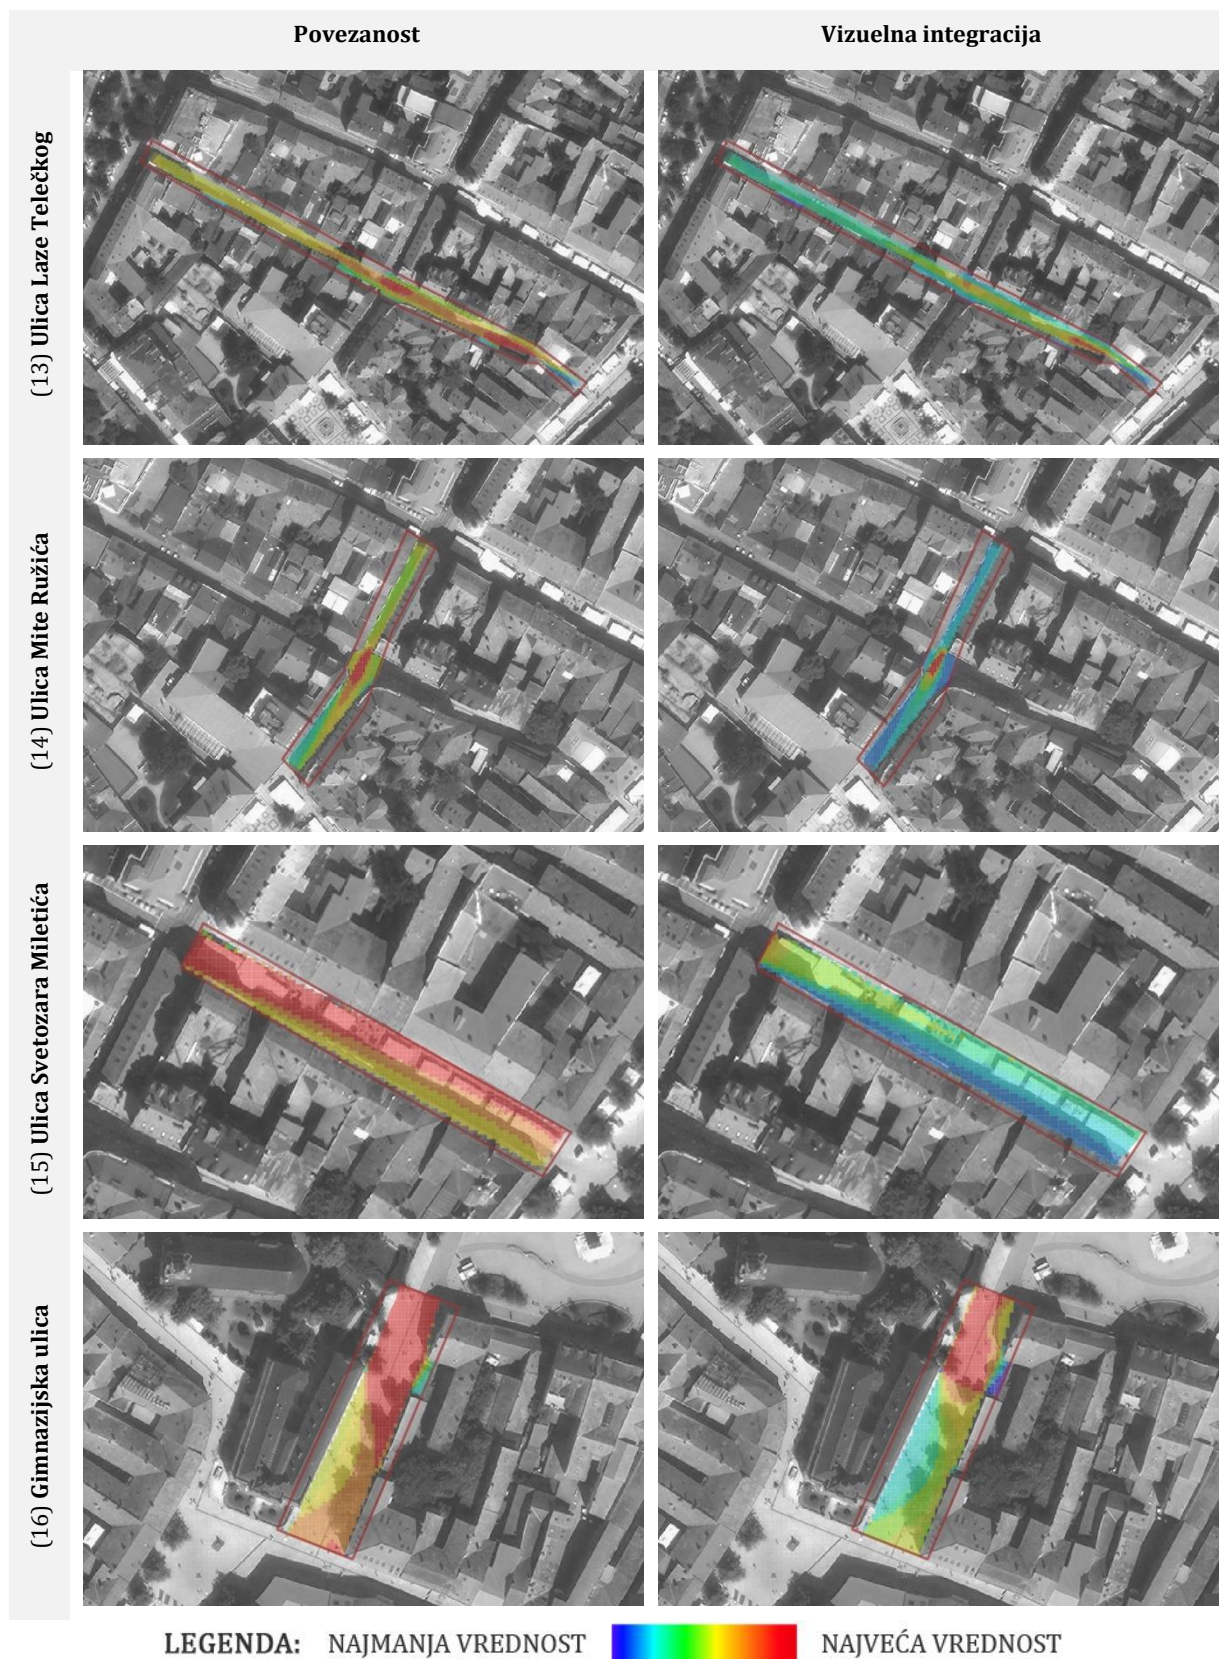 Povezanost
Vizuelna integracija
(13) Ulica Laze Telečkog
(14) Ulica Mite Ružića
(15) Ulica Svetozara Miletića
(16) Gimnazijska ulica
LEGENDA: NAJMANJA VREDNOST NAJVEĆA VREDNOST